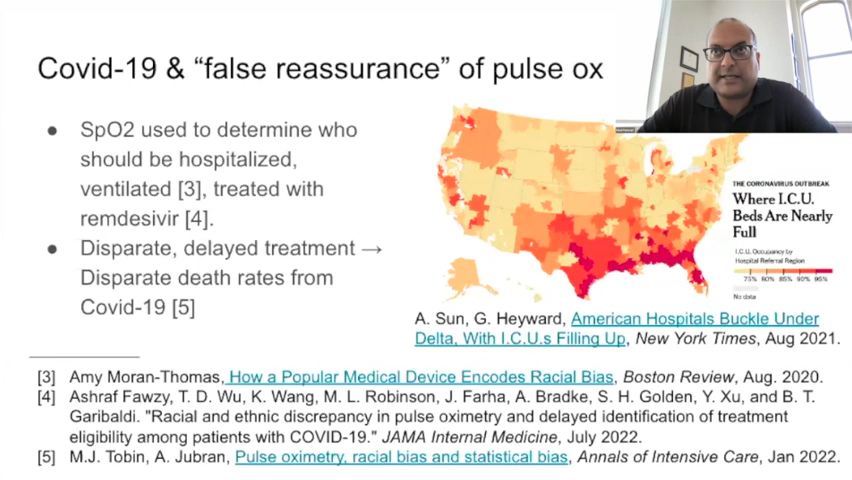 Covid-19 & “false reassurance” of pulse ox
● SpO2 used to determine who
should be hospitalized,
ventilated [3], treated with
remdesivir [4].
● Disparate, delayed treatment →
Disparate death rates from
Covid-19 [5]
THE CORONAVIRUS OUTBREAK
Where I.C.U.
Beds Are Nearly
Full
I.C.U. Occupancy by
Hospital Referral Region
75% 80% 85% 90% 95%
No data
A. Sun, G. Heyward, American Hospitals Buckle Under
Delta, With I.C.U.s Filling Up, New York Times, Aug 2021.
[3] Amy Moran-Thomas, How a Popular Medical Device Encodes Racial Bias, Boston Review, Aug. 2020.
[4] Ashraf Fawzy, T. D. Wu, K. Wang, M. L. Robinson, J. Farha, A. Bradke, S. H. Golden, Y. Xu, and B. T.
Garibaldi. "Racial and ethnic discrepancy in pulse oximetry and delayed identification of treatment
eligibility among patients with COVID-19." JAMA Internal Medicine, July 2022.
[5] M.J. Tobin, A. Jubran, Pulse oximetry, racial bias and statistical bias, Annals of Intensive Care, Jan 2022.